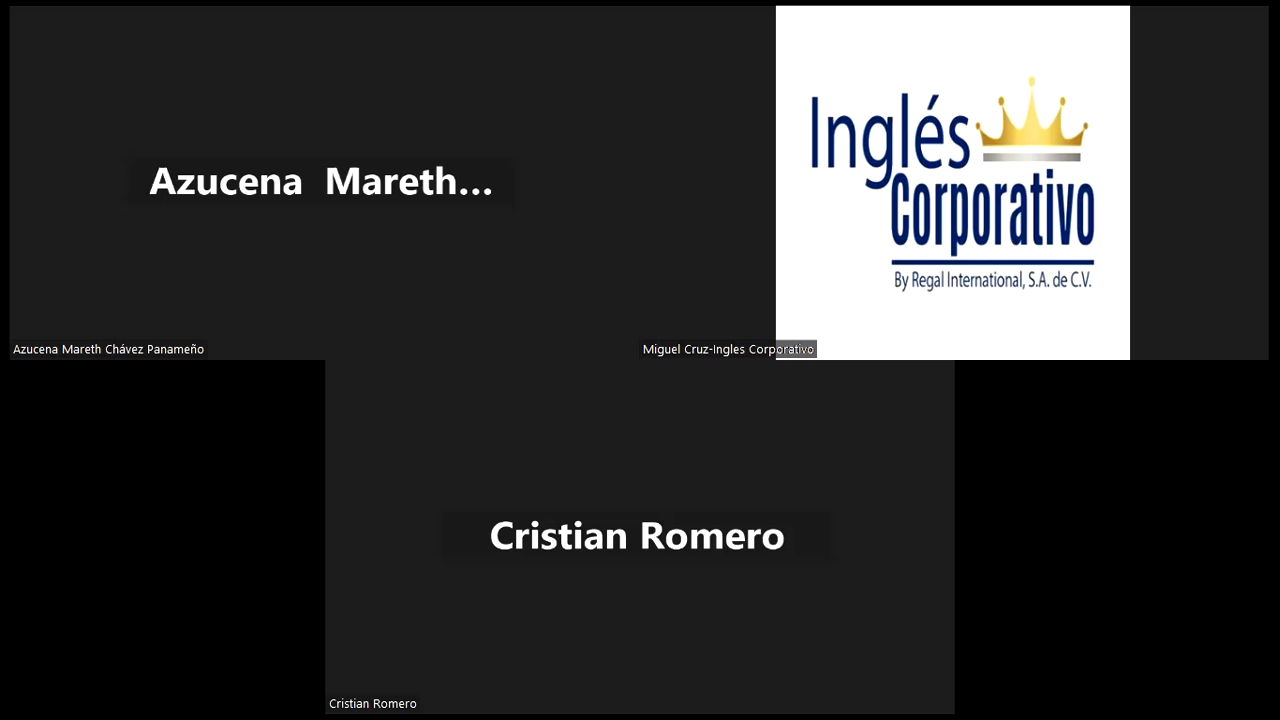 Azucena  Mareth...
Azucena Mareth Chávez Panameño
Inglés
Corporativo
By Regal International, S.A. de C.V.
Miguel Cruz-Ingles Corporativo
Cristian Romero
Cristian Romero